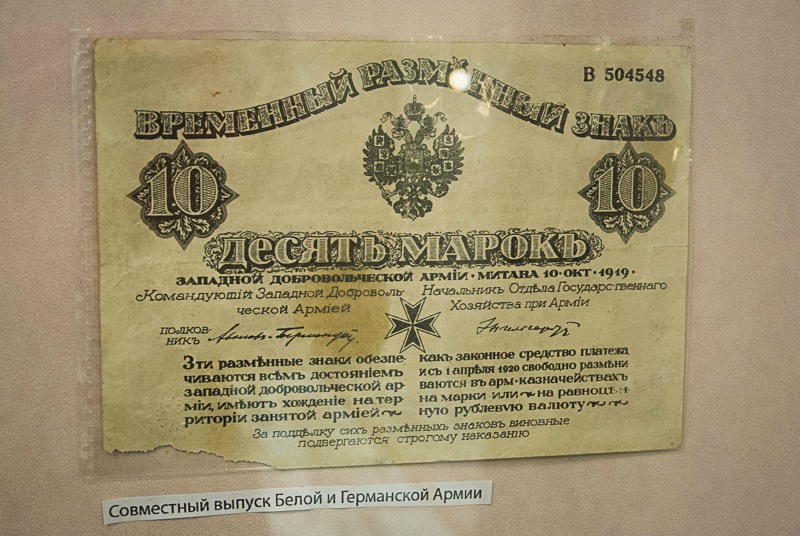 В 504548
ВРЕМЕННЫЙ РАЗМѢННЫЙ ЗНАКЪ
10 10
ДЕСЯТЬ МАРОКЪ
ЗАПАДНОЙ ДОБРОВОЛЬЧЕСКОЙ АРМІИ · МИТАВА 10 · ОКТ · 1919 ·
Командующій Западной Доброволь-
ческой Арміей
полков-
никъ
Начальникъ Отдѣла Государственнаго
Хозяйства при Арміи
Эти размѣнные знаки обезпе-
чиваются всѣмъ достояніемъ
западной добровольческой ар-
міи, имѣютъ хожденіе на тер-
риторіи занятой арміей
какъ законное средство платежа
и съ 1 апрѣля 1920 свободно размѣни
ваются въ арм. казначействахъ
на марки или на равноцѣн-
ную рублевую валюту
За поддѣлку сихъ размѣнныхъ знаковъ виновные
подвергаются строгому наказанію
Совместный выпуск Белой и Германской Армии